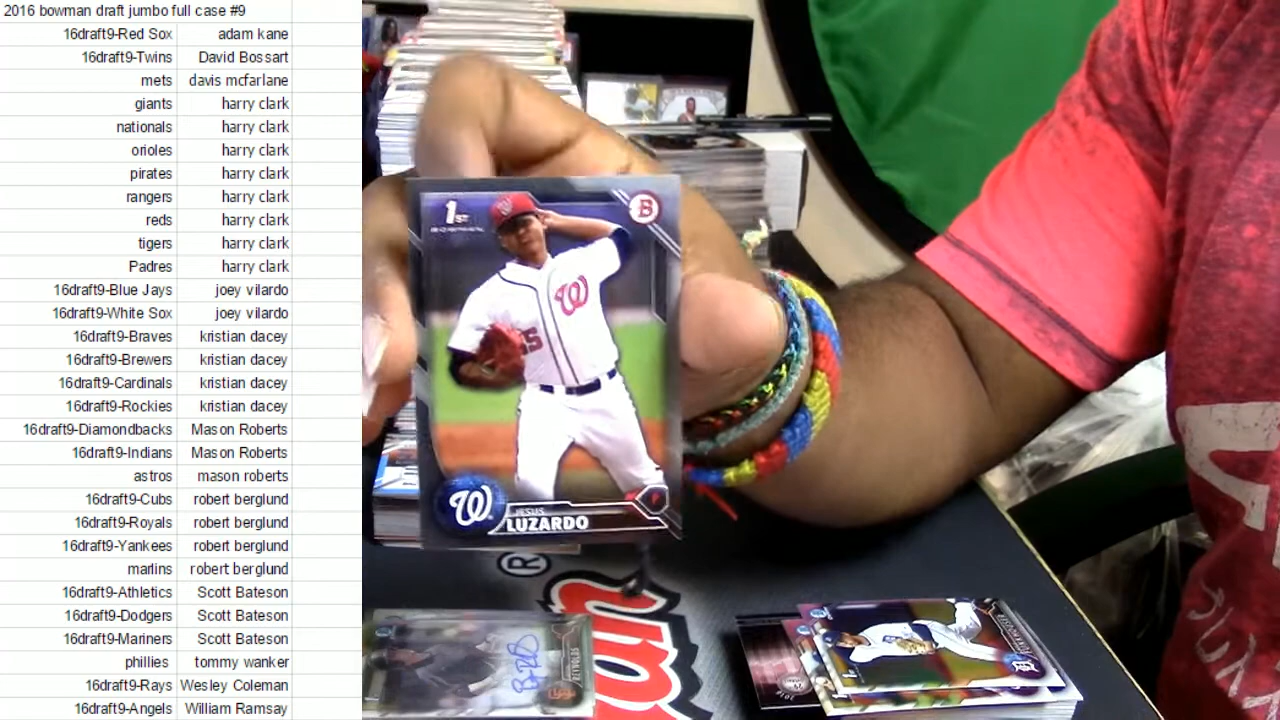 2016 bowman draft jumbo full case #9
16draft9-Red Sox adam kane
16draft9-Twins David Bossart
mets davis mcfarlane
giants harry clark
nationals harry clark
orioles harry clark
pirates harry clark
rangers harry clark
reds harry clark
tigers harry clark
Padres harry clark
16draft9-Blue Jays joey vilardo
16draft9-White Sox joey vilardo
16draft9-Braves kristian dacey
16draft9-Brewers kristian dacey
16draft9-Cardinals kristian dacey
16draft9-Rockies kristian dacey
16draft9-Diamondbacks Mason Roberts
16draft9-Indians Mason Roberts
astros mason roberts
16draft9-Cubs robert berglund
16draft9-Royals robert berglund
16draft9-Yankees robert berglund
marlins robert berglund
16draft9-Athletics Scott Bateson
16draft9-Dodgers Scott Bateson
16draft9-Mariners Scott Bateson
phillies tommy wanker
16draft9-Rays Wesley Coleman
16draft9-Angels William Ramsay
1ST
B
W
W
JESUS
LUZARDO
®
REYNOLDS